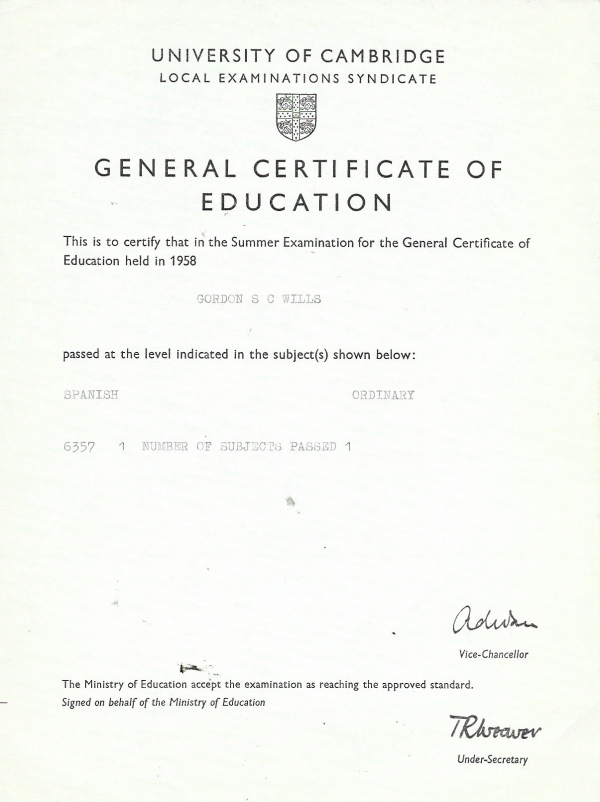 UNIVERSITY OF CAMBRIDGE
LOCAL EXAMINATIONS SYNDICATE
GENERAL CERTIFICATE OF
EDUCATION
This is to certify that in the Summer Examination for the General Certificate of
Education held in 1958
GORDON S C WILLS
passed at the level indicated in the subject(s) shown below:
SPANISH ORDINARY
6357 1 NUMBER OF SUBJECTS PASSED 1
Vice-Chancellor
The Ministry of Education accept the examination as reaching the approved standard.
Signed on behalf of the Ministry of Education
TRWeaver
Under-Secretary